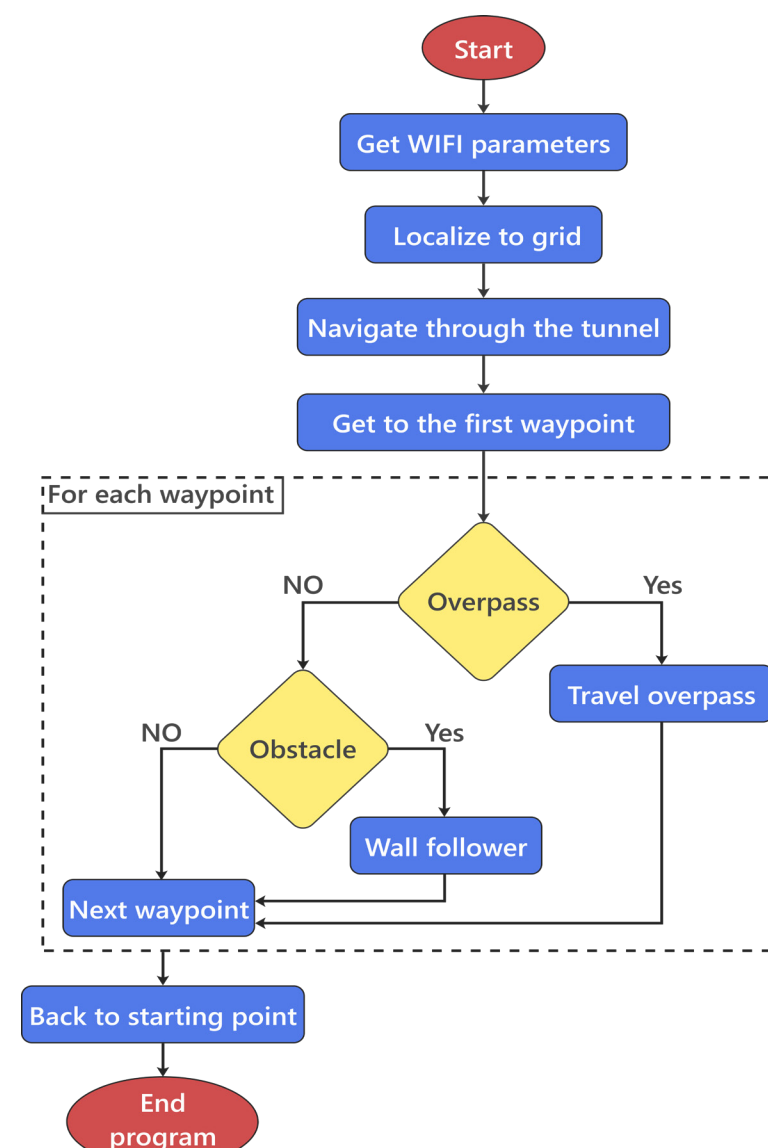 Start
Get WIFI parameters
Localize to grid
Navigate through the tunnel
Get to the first waypoint
For each waypoint
NO
Overpass
Yes
Travel overpass
NO
Obstacle
Yes
Wall follower
Next waypoint
Back to starting point
End
program